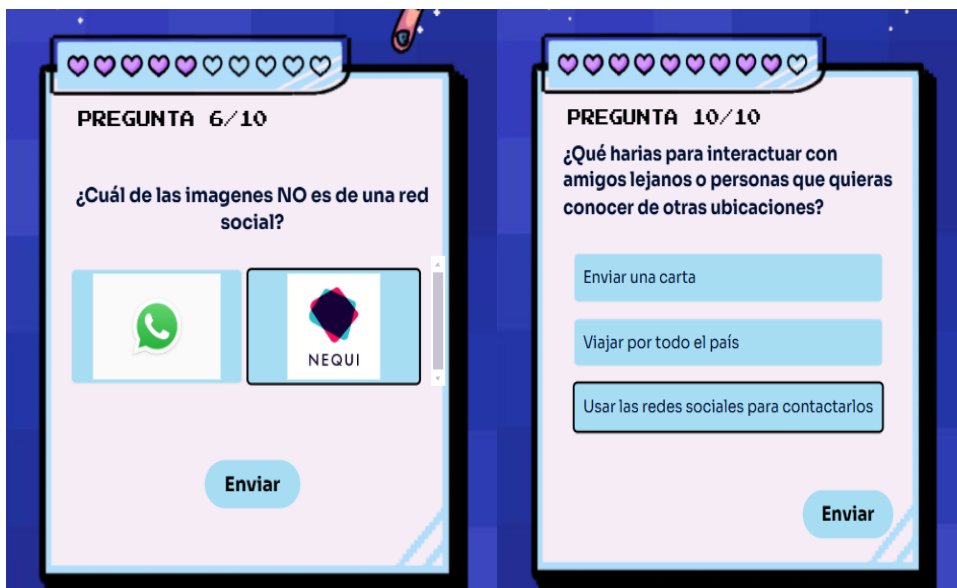 PREGUNTA 6/10
¿Cuál de las imagenes NO es de una red
social?
NEQUI
Enviar
PREGUNTA 10/10
¿Qué harias para interactuar con
amigos lejanos o personas que quieras
conocer de otras ubicaciones?
Enviar una carta
Viajar por todo el país
Usar las redes sociales para contactarlos
Enviar